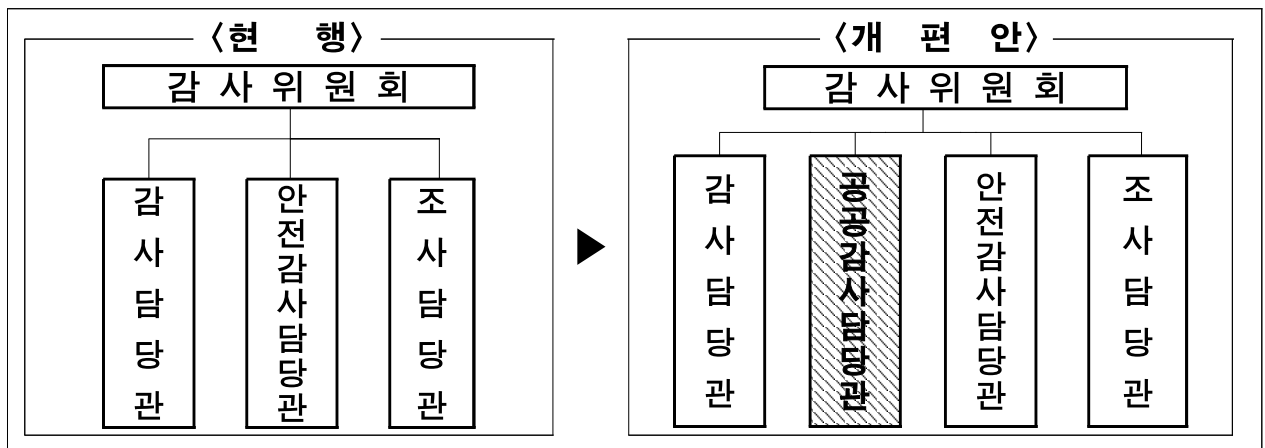 〈현 행〉
감 사 위 원 회
감사담당관
안전감사담당관
조사담당관
▶
〈개 편 안〉
감 사 위 원 회
감사담당관
공공감사담당관
안전감사담당관
조사담당관